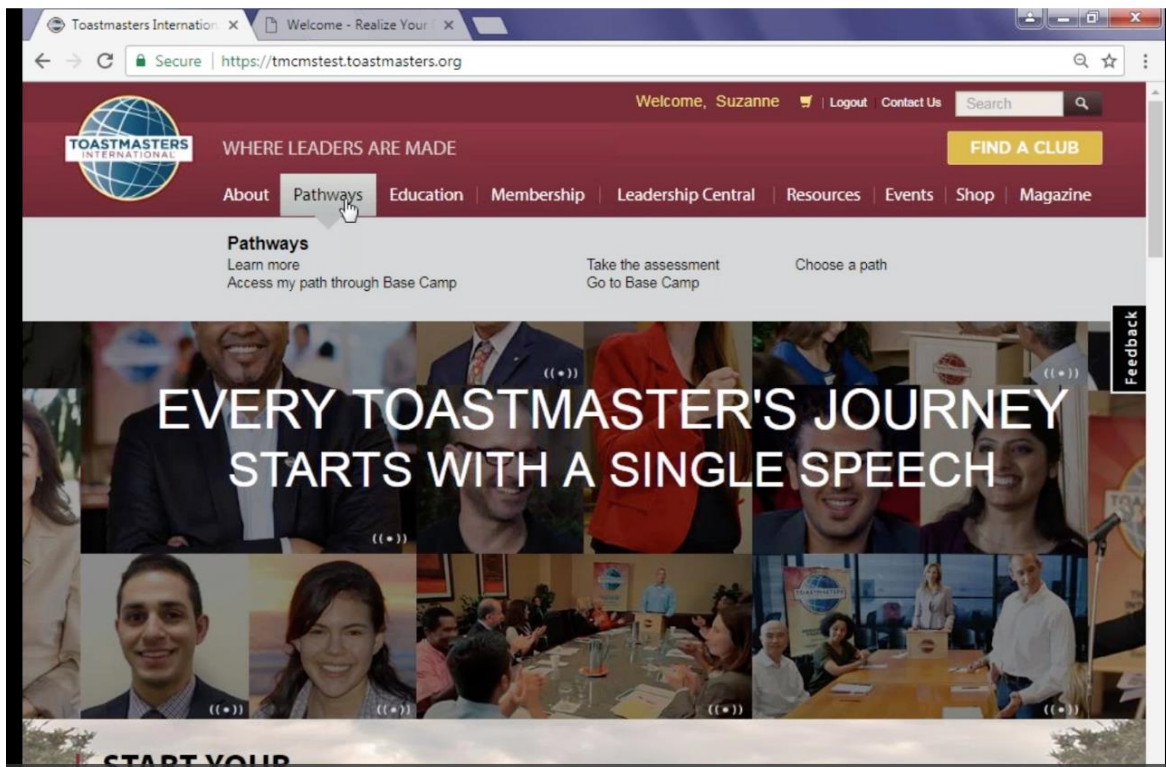 Toastmasters Internation
Welcome - Realize Your
Secure https://tmcmstest.toastmasters.org
Welcome, Suzanne | Logout Contact Us Search
TOASTMASTERS
INTERNATIONAL
WHERE LEADERS ARE MADE
FIND A CLUB
About Pathways Education | Membership | Leadership Central | Resources | Events | Shop | Magazine
Pathways
Learn more Take the assessment Choose a path
Access my path through Base Camp Go to Base Camp
Feedback
EVERY TOASTMASTER'S JOURNEY
STARTS WITH A SINGLE SPEECH
START YOUR